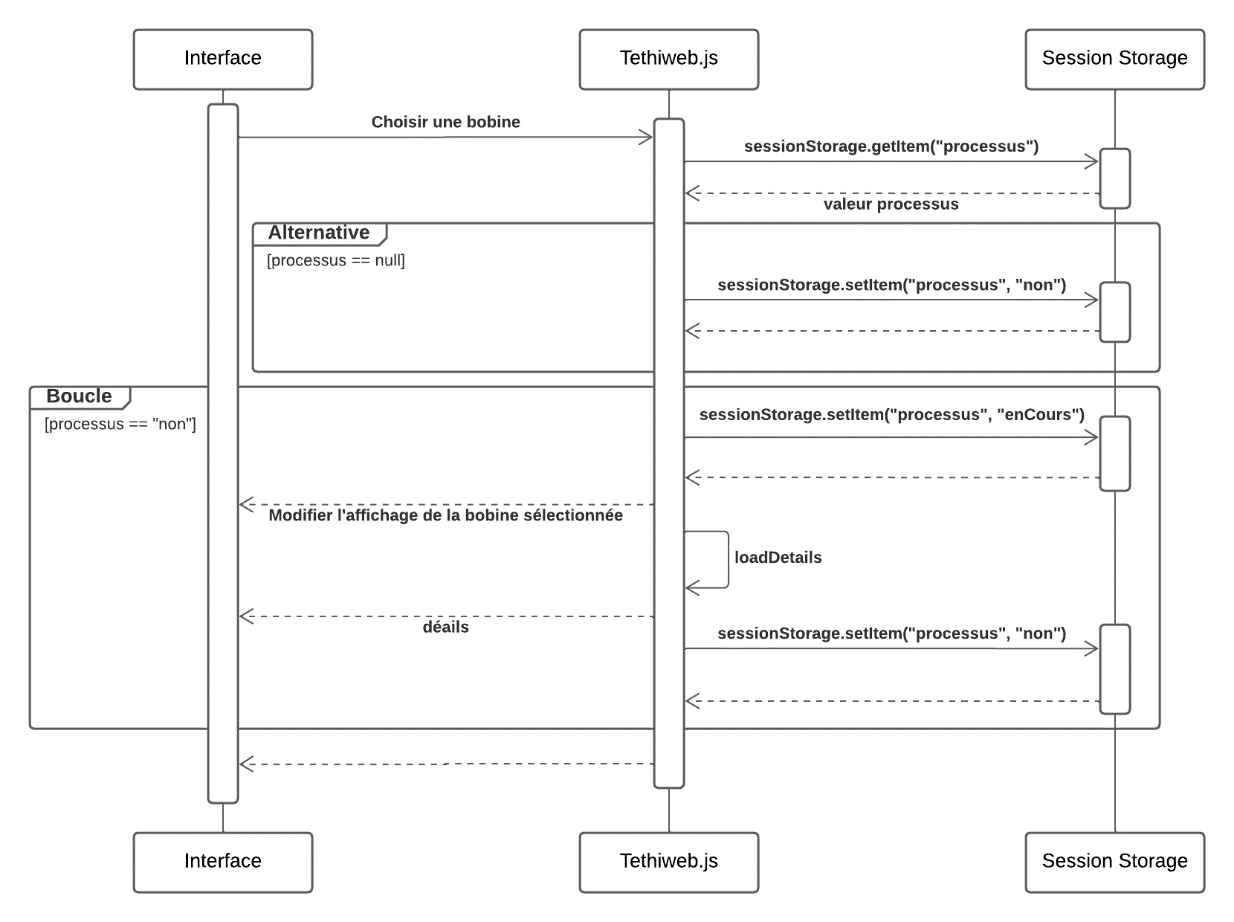 Interface
Tethiweb.js
Session Storage
Choisir une bobine
sessionStorage.getItem("processus")
valeur processus
Alternative
[processus == null]
sessionStorage.setItem("processus", "non")
Boucle
[processus == "non"]
sessionStorage.setItem("processus", "enCours")
Modifier l'affichage de la bobine sélectionnée
loadDetails
déails
sessionStorage.setItem("processus", "non")
Interface
Tethiweb.js
Session Storage